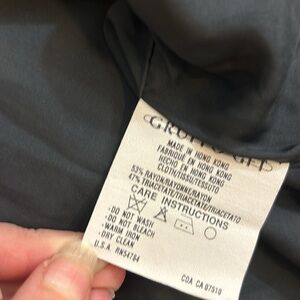 MADE IN HONG KONG
FABRIQUE EN HONG KONG
HECHO EN HONG KONG
CLOTH/TISSU/TESSUTO
53% RAYON/RAYONNE/RAYON
47% TRIACETATE/TRIACETATE/TRIACETATO
CARE INSTRUCTIONS
- DO NOT WASH
- DO NOT BLEACH
- WARM IRON
- DRY CLEAN
U.S.A RN54784
CDA CA 07510